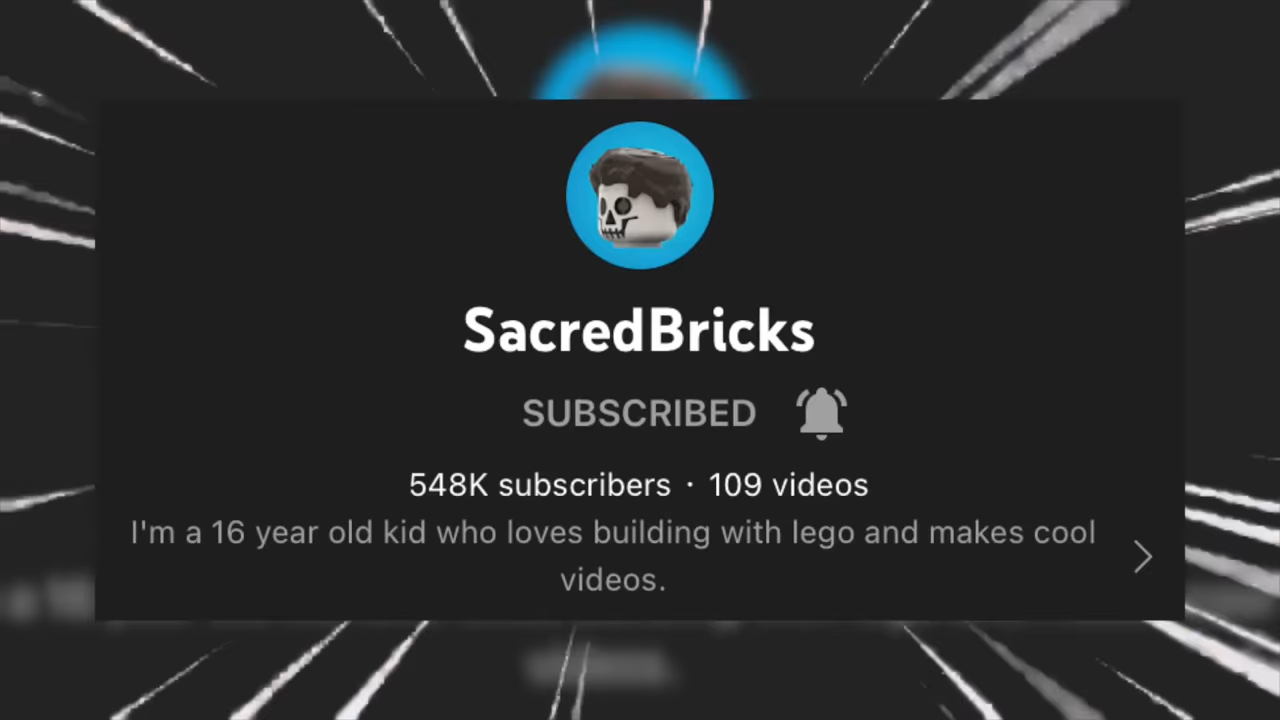 SacredBricks
SUBSCRIBED
548K subscribers · 109 videos
I'm a 16 year old kid who loves building with lego and makes cool
videos.
videos.